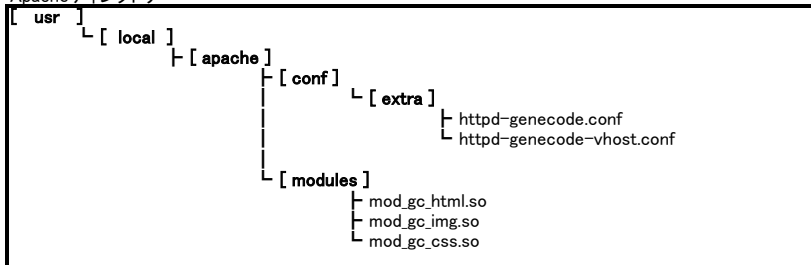 [ usr ]
└ [ local ]
├ [ apache ]
├ [ conf ]
└ [ extra ]
├ httpd-genecode.conf
└ httpd-genecode-vhost.conf
└ [ modules ]
├ mod_gc_html.so
├ mod_gc_img.so
└ mod_gc_css.so